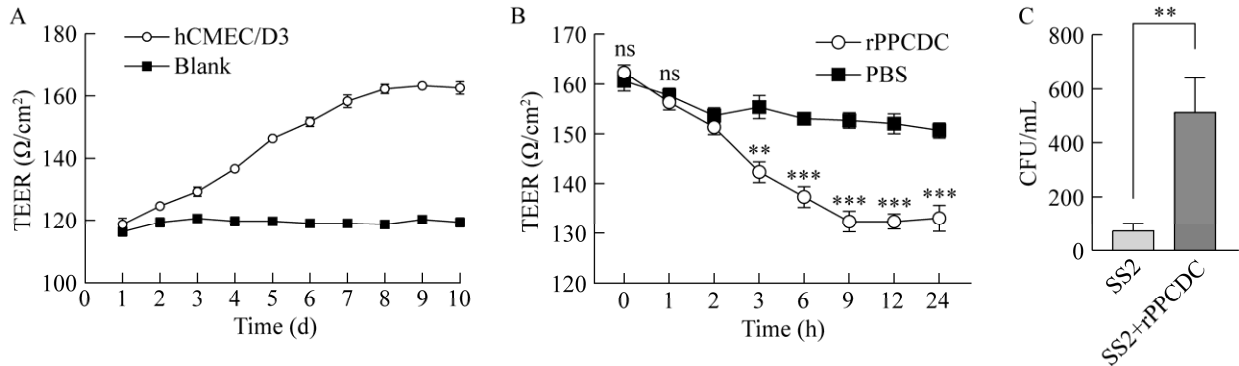 A
TEER (Ω/cm²)
180
160
140
120
100
0 1 2 3 4 5 6 7 8 9 10
Time (d)
hCMEC/D3
Blank
B
TEER (Ω/cm²)
170
160
150
140
130
120
0 1 2 3 6 9 12 24
Time (h)
rPPCDC
PBS
ns
ns
**
***
***
***
***
C
CFU/mL
800
600
400
200
0
**
SS2
SS2+rPPCDC